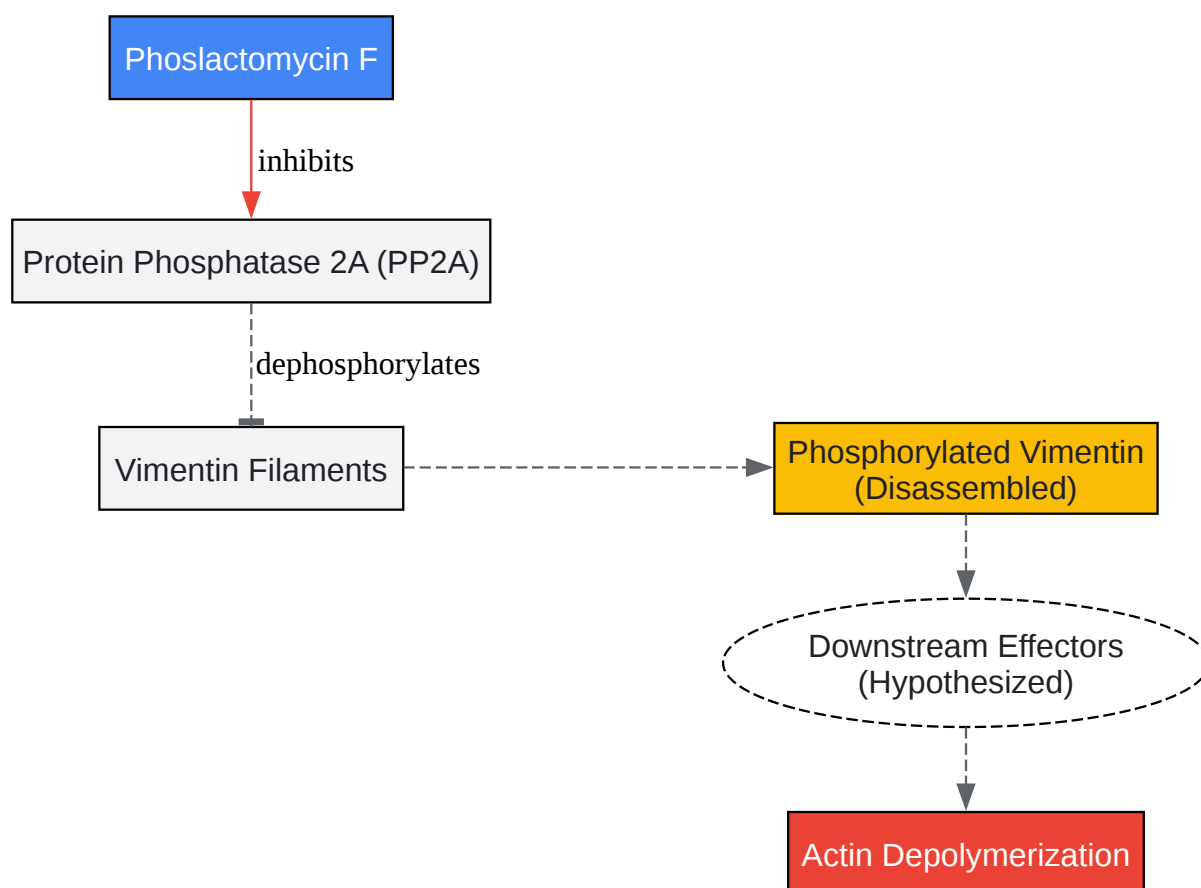 Phoslactomycin F
inhibits
Protein Phosphatase 2A (PP2A)
dephosphorylates
Vimentin Filaments
Phosphorylated Vimentin
(Disassembled)
Downstream Effectors
(Hypothesized)
Actin Depolymerization